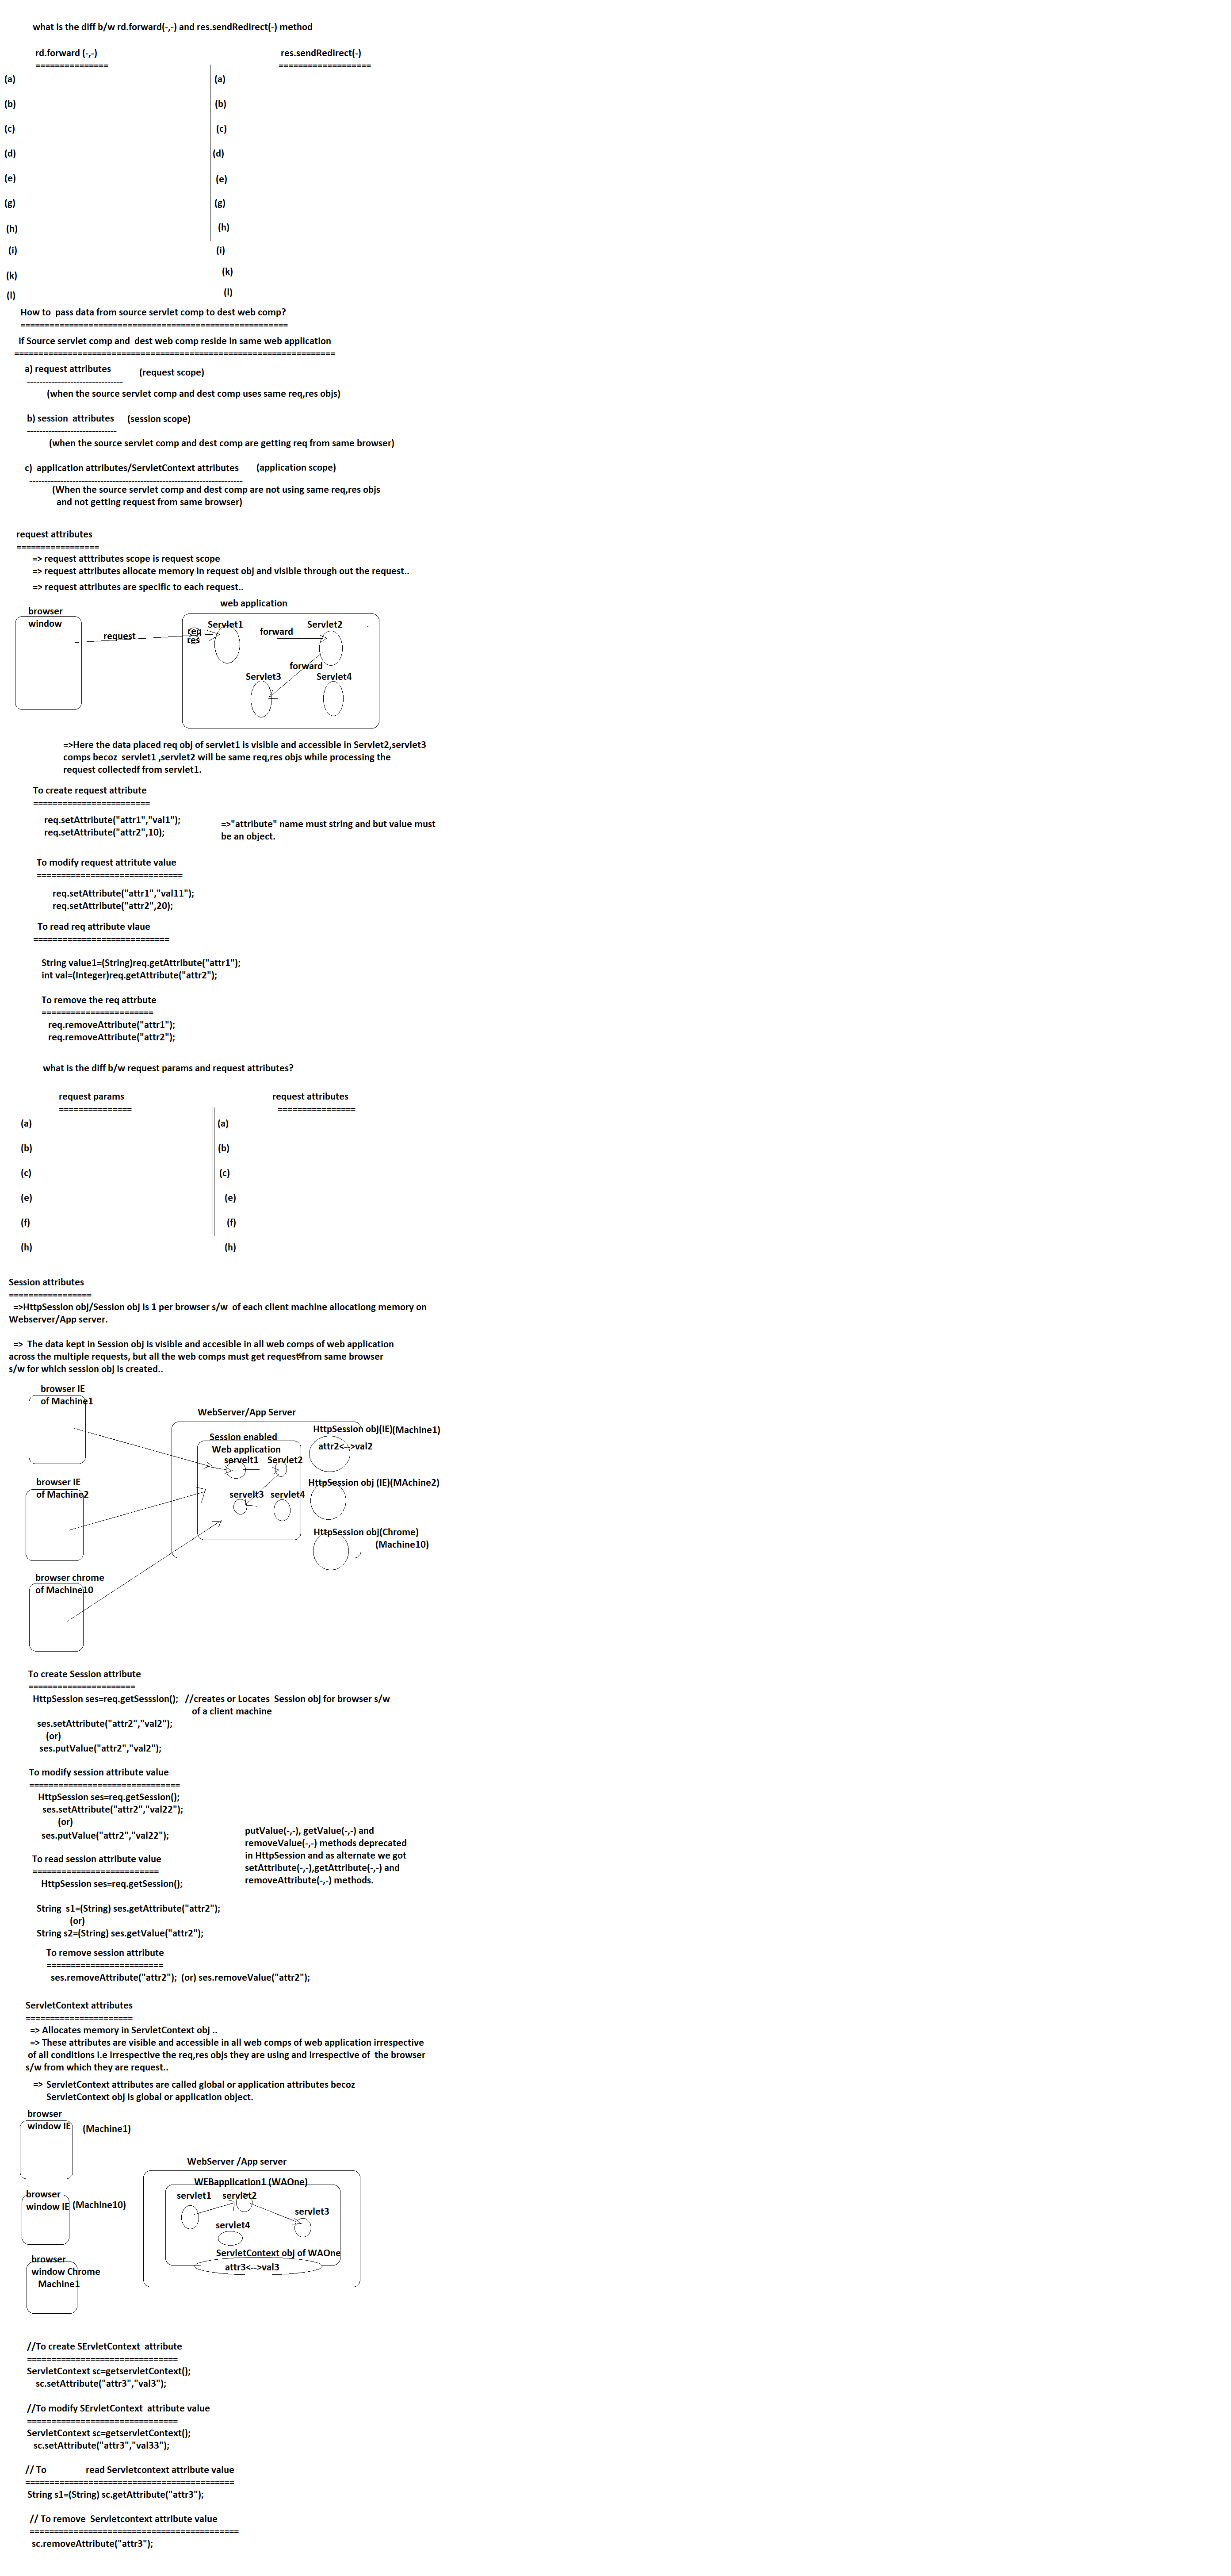 what is the diff b/w rd.forward(-,-) and res.sendRedirect(-) method
rd.forward (-,-)
===============
res.sendRedirect(-)
===================
(a) (a)
(b) (b)
(c) (c)
(d) (d)
(e) (e)
(g) (g)
(h) (h)
(i) (i)
(k) (k)
(l) (l)
How to  pass data from source servlet comp to dest web comp?
=======================================================
if Source servlet comp and  dest web comp reside in same web application
==================================================================
a) request attributes (request scope)
-------------------------------
(when the source servlet comp and dest comp uses same req,res objs)
b) session  attributes (session scope)
-----------------------------
(when the source servlet comp and dest comp are getting req from same browser)
c)  application attributes/ServletContext attributes (application scope)
---------------------------------------------------------------------
(When the source servlet comp and dest comp are not using same req,res objs
and not getting request from same browser)
request attributes
=================
=> request atttributes scope is request scope
=> request attributes allocate memory in request obj and visible through out the request..
=> request attributes are specific to each request..
browser
window
web application
request
req
res
Servlet1
forward
Servlet2
.
forward
Servlet3
Servlet4
=>Here the data placed req obj of servlet1 is visible and accessible in Servlet2,servlet3
comps becoz  servlet1 ,servlet2 will be same req,res objs while processing the
request collectedf from servlet1.
To create request attribute
========================
req.setAttribute("attr1","val1");
req.setAttribute("attr2",10);
=>"attribute" name must string and but value must
be an object.
To modify request attritute value
==============================
req.setAttribute("attr1","val11");
req.setAttribute("attr2",20);
To read req attribute vlaue
============================
String value1=(String)req.getAttribute("attr1");
int val=(Integer)req.getAttribute("attr2");
To remove the req attrbute
=======================
req.removeAttribute("attr1");
req.removeAttribute("attr2");
what is the diff b/w request params and request attributes?
request params
===============
request attributes
================
(a) (a)
(b) (b)
(c) (c)
(e) (e)
(f) (f)
(h) (h)
Session attributes
=================
=>HttpSession obj/Session obj is 1 per browser s/w  of each client machine allocationg memory on
Webserver/App server.
=>  The data kept in Session obj is visible and accesible in all web comps of web application
across the multiple requests, but all the web comps must get request from same browser
s/w for which session obj is created..
browser IE
of Machine1
WebServer/App Server
Session enabled
Web application
servelt1
Servlet2
HttpSession obj(IE)(Machine1)
attr2<-->val2
browser IE
of Machine2
servelt3
servlet4
.
HttpSession obj (IE)(MAchine2)
HttpSession obj(Chrome)
(Machine10)
browser chrome
of Machine10
To create Session attribute
======================
HttpSession ses=req.getSesssion();   //creates or Locates  Session obj for browser s/w
of a client machine
ses.setAttribute("attr2","val2");
(or)
ses.putValue("attr2","val2");
To modify session attribute value
===============================
HttpSession ses=req.getSession();
ses.setAttribute("attr2","val22");
(or)
ses.putValue("attr2","val22");
putValue(-,-), getValue(-,-) and
removeValue(-,-) methods deprecated
in HttpSession and as alternate we got
setAttribute(-,-),getAttribute(-,-) and
removeAttribute(-,-) methods.
To read session attribute value
==========================
HttpSession ses=req.getSession();
String  s1=(String) ses.getAttribute("attr2");
(or)
String s2=(String) ses.getValue("attr2");
To remove session attribute
========================
ses.removeAttribute("attr2");  (or) ses.removeValue("attr2");
ServletContext attributes
======================
=> Allocates memory in ServletContext obj ..
=> These attributes are visible and accessible in all web comps of web application irrespective
of all conditions i.e irrespective the req,res objs they are using and irrespective of  the browser
s/w from which they are request..
=>  ServletContext attributes are called global or application attributes becoz
ServletContext obj is global or application object.
browser
window IE (Machine1)
WebServer /App server
WEBapplication1 (WAOne)
servlet1
servlet2
servlet3
servlet4
ServletContext obj of WAOne
attr3<-->val3
browser
window IE (Machine10)
browser
window Chrome
Machine1
//To create SErvletContext  attribute
===============================
ServletContext sc=getservletContext();
sc.setAttribute("attr3","val3");
//To modify SErvletContext  attribute value
===============================
ServletContext sc=getservletContext();
sc.setAttribute("attr3","val33");
// To read Servletcontext attribute value
===========================================
String s1=(String) sc.getAttribute("attr3");
// To remove  Servletcontext attribute value
===========================================
sc.removeAttribute("attr3");